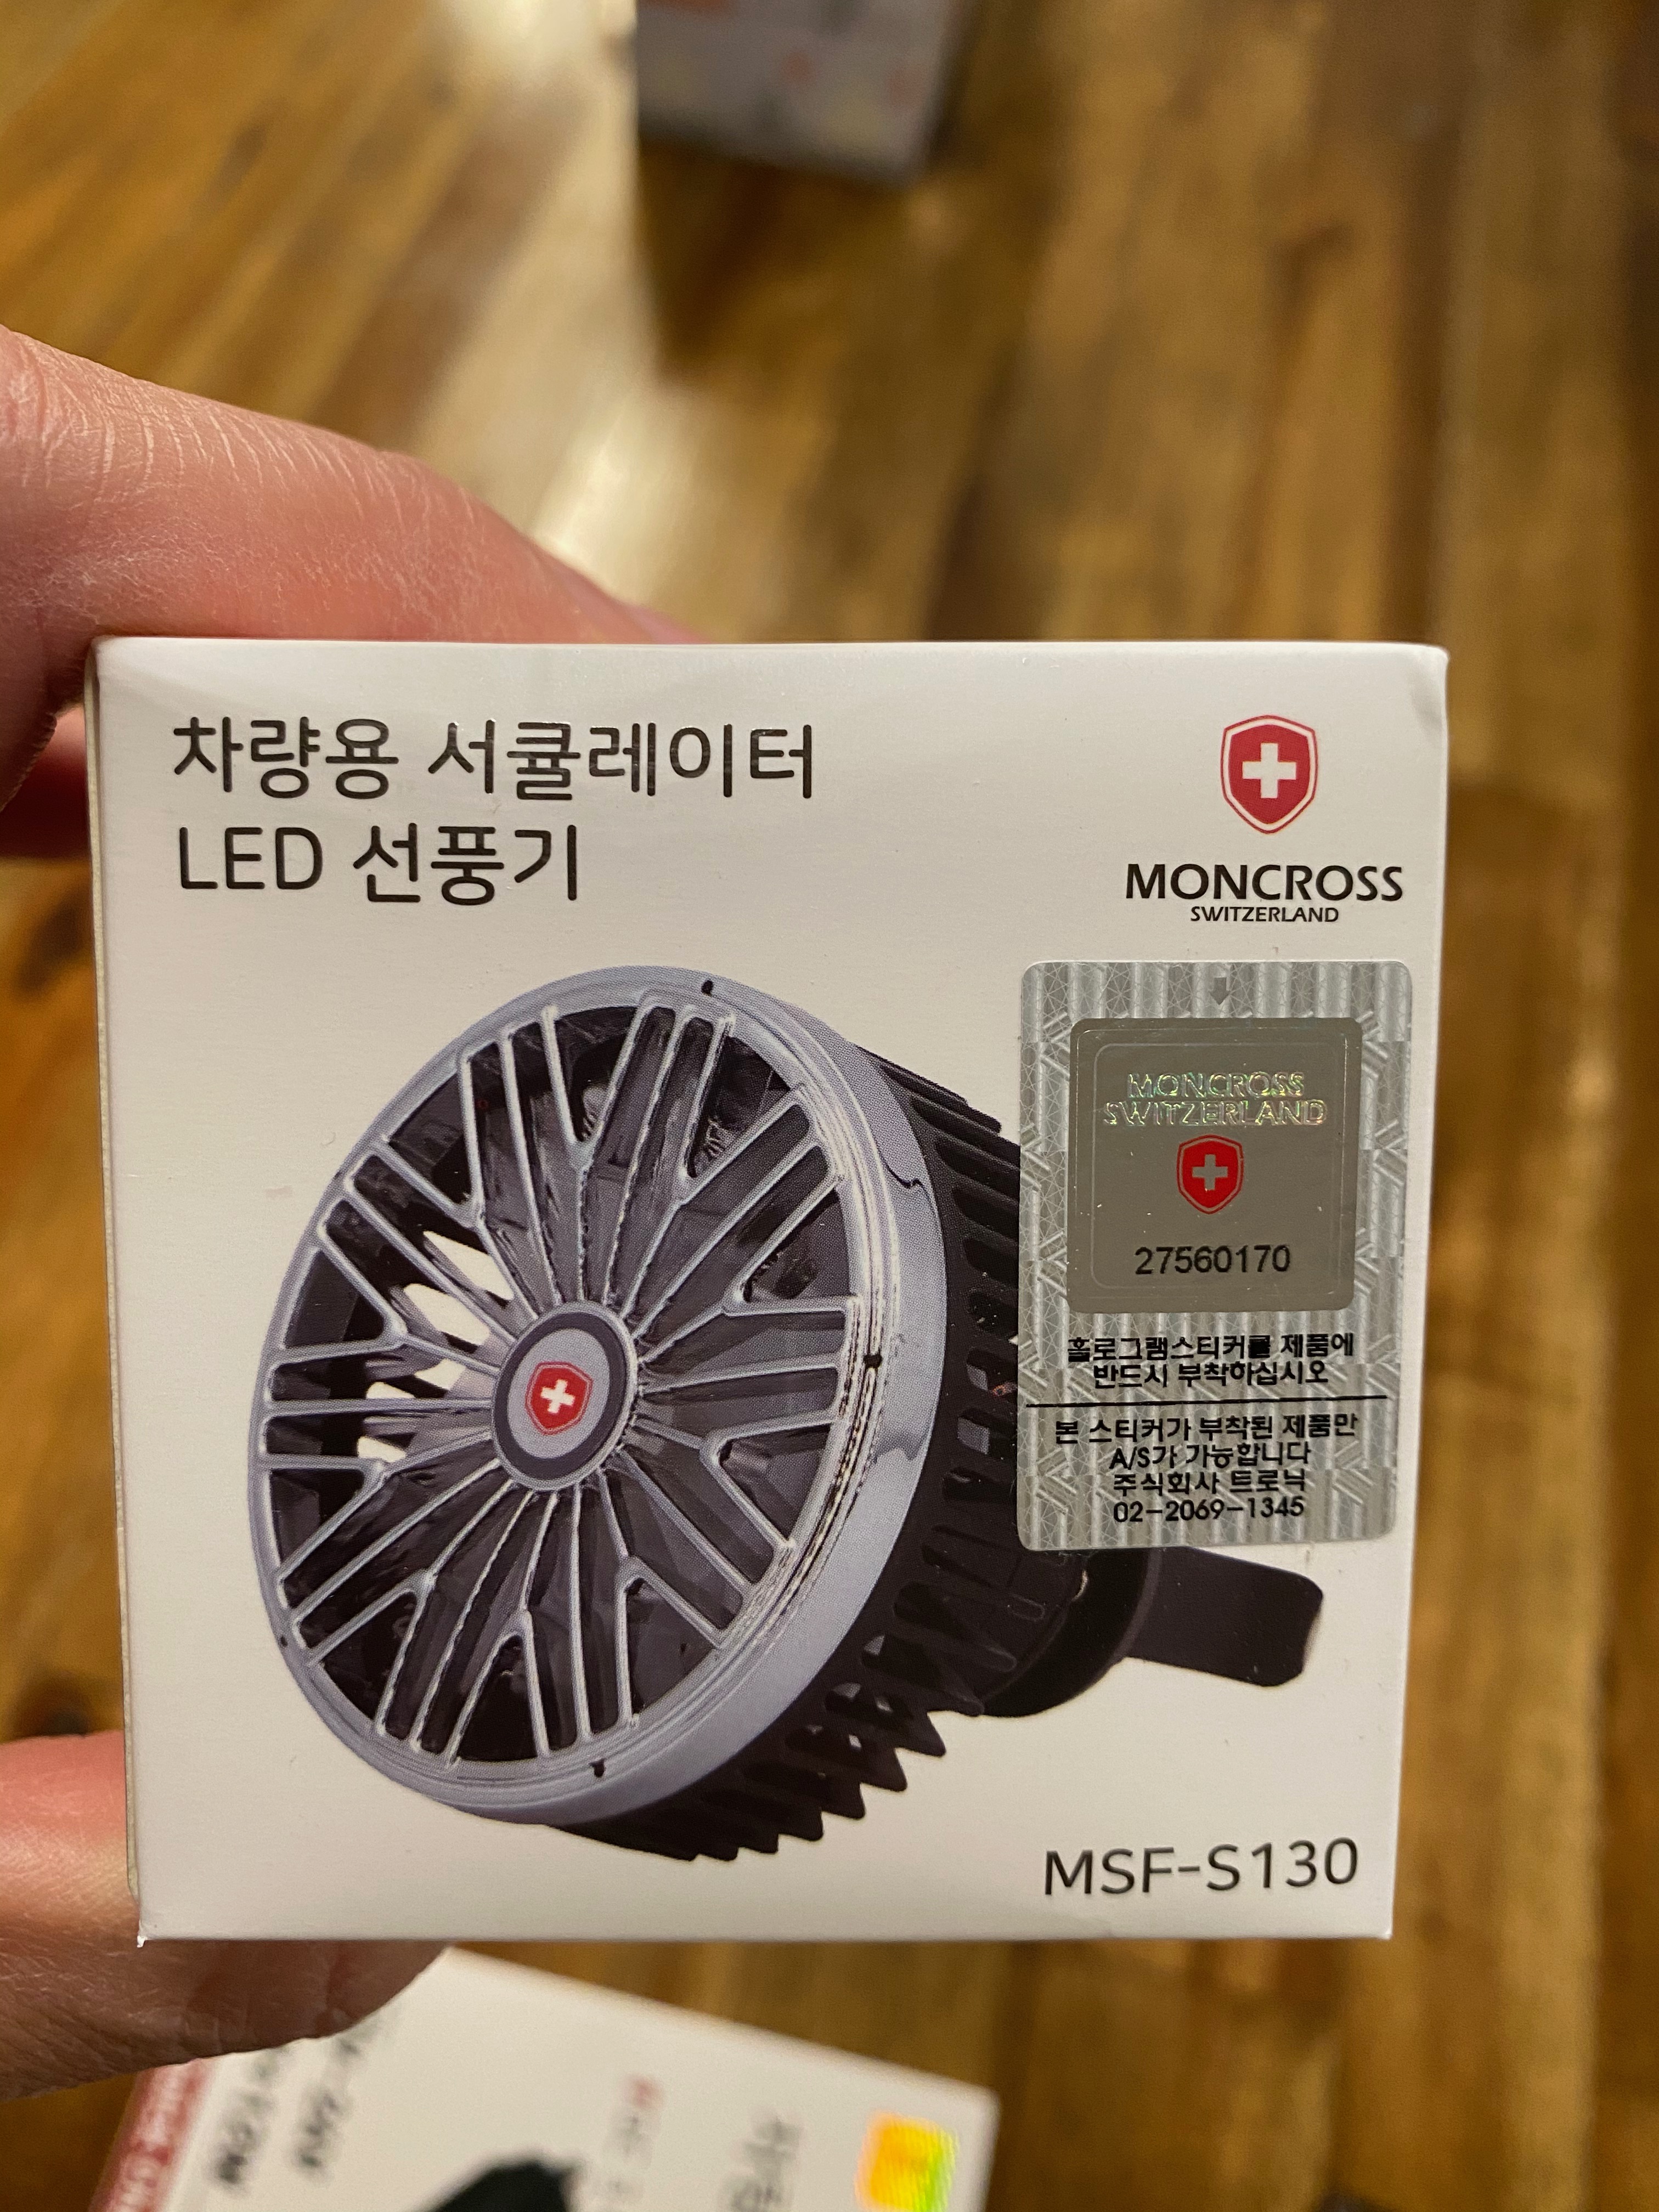 차량용 서큘레이터
LED 선풍기
MONCROSS
SWITZERLAND
MONCROSS
SWITZERLAND
27560170
홀로그램스티커를 제품에
반드시 부착하십시오
본 스티커가 부착된 제품만
A/S가 가능합니다
주식회사 트로닉
02-2069-1345
MSF-S130